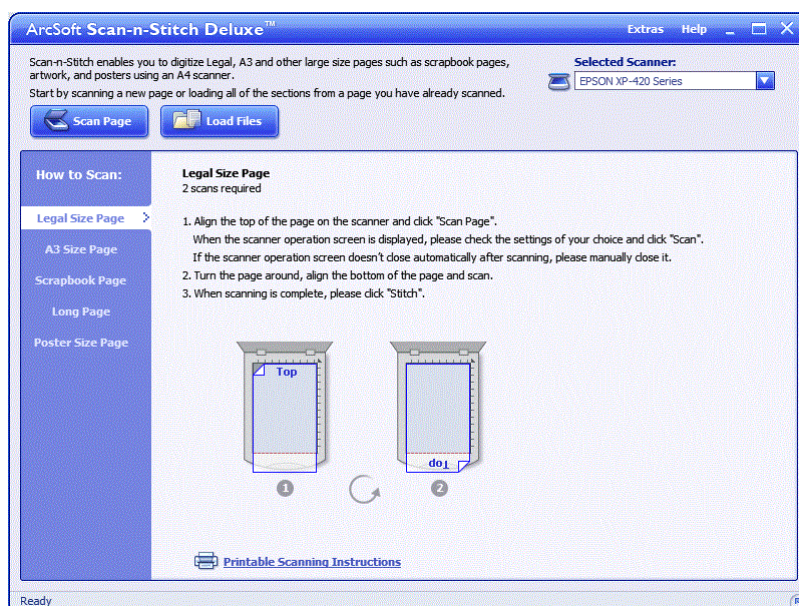 ArcSoft Scan-n-Stitch Deluxe™
Extras Help
Scan-n-Stitch enables you to digitize Legal, A3 and other large size pages such as scrapbook pages,
artwork, and posters using an A4 scanner.
Start by scanning a new page or loading all of the sections from a page you have already scanned.
Selected Scanner:
EPSON XP-420 Series
Scan Page
Load Files
How to Scan:
Legal Size Page
A3 Size Page
Scrapbook Page
Long Page
Poster Size Page
Legal Size Page
2 scans required
1. Align the top of the page on the scanner and click "Scan Page".
When the scanner operation screen is displayed, please check the settings of your choice and click "Scan".
If the scanner operation screen doesn't close automatically after scanning, please manually close it.
2. Turn the page around, align the bottom of the page and scan.
3. When scanning is complete, please click "Stitch".
Top
Top
1
2
Printable Scanning Instructions
Ready